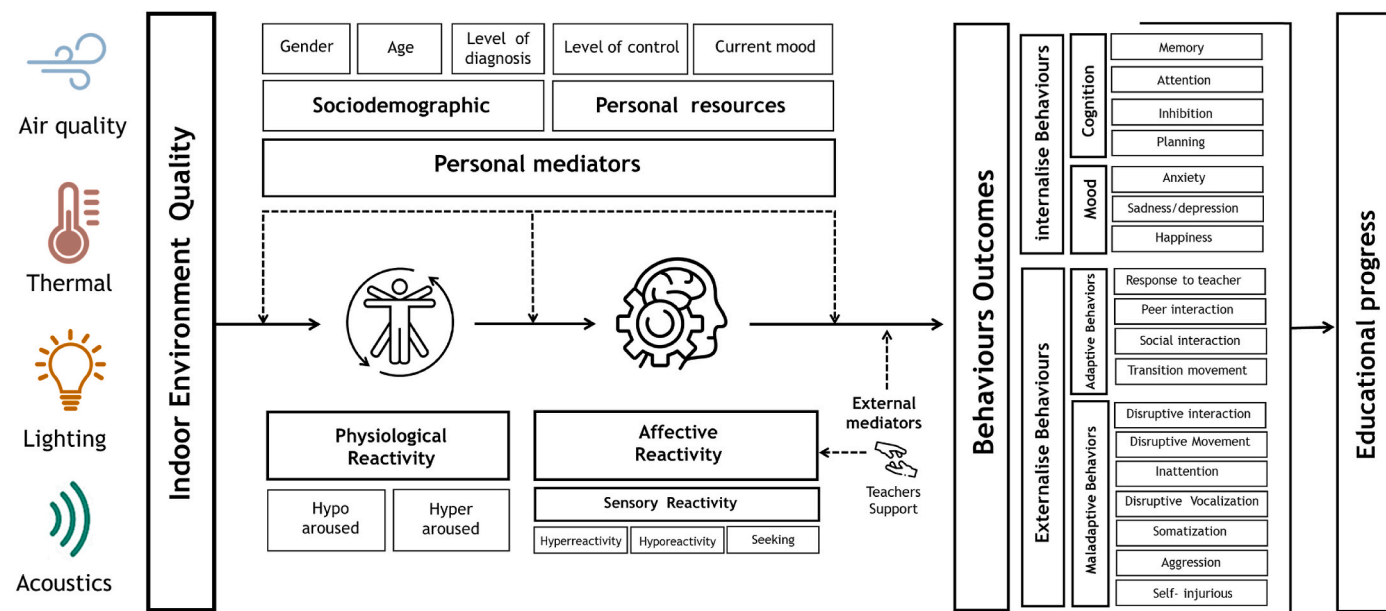 Air quality
Thermal
Lighting
Acoustics
Indoor Environment Quality
Gender
Age
Level of
diagnosis
Level of control
Current mood
Sociodemographic
Personal resources
Personal mediators
Physiological
Reactivity
Hypo
aroused
Hyper
aroused
Affective
Reactivity
Sensory Reactivity
Hyperreactivity
Hyporeactivity
Seeking
External
mediators
Teachers
Support
Behaviours Outcomes
internalise Behaviours
Cognition
Memory
Attention
Inhibition
Planning
Mood
Anxiety
Sadness/depression
Happiness
Externalise Behaviours
Adaptive Behaviors
Response to teacher
Peer interaction
Social interaction
Transition movement
Maladaptive Behaviors
Disruptive interaction
Disruptive Movement
Inattention
Disruptive Vocalization
Somatization
Aggression
Self- injurious
Educational progress